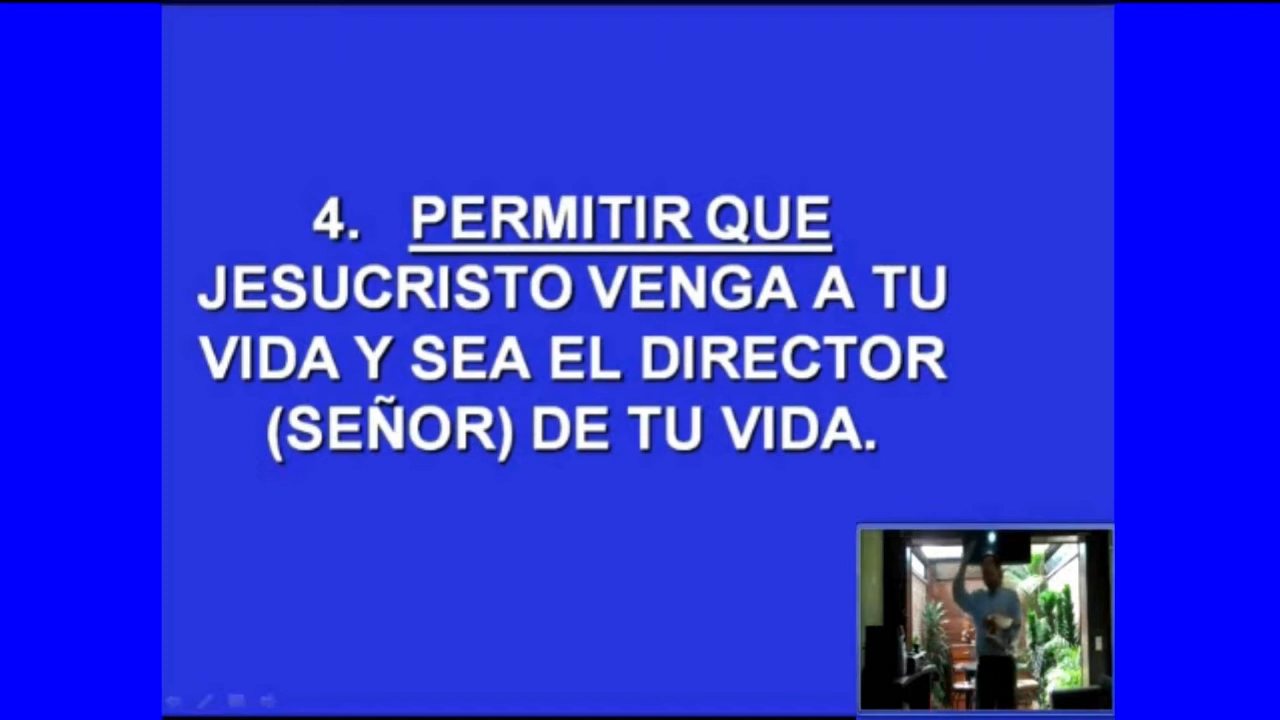 4. PERMITIR QUE
JESUCRISTO VENGA A TU
VIDA Y SEA EL DIRECTOR
(SEÑOR) DE TU VIDA.